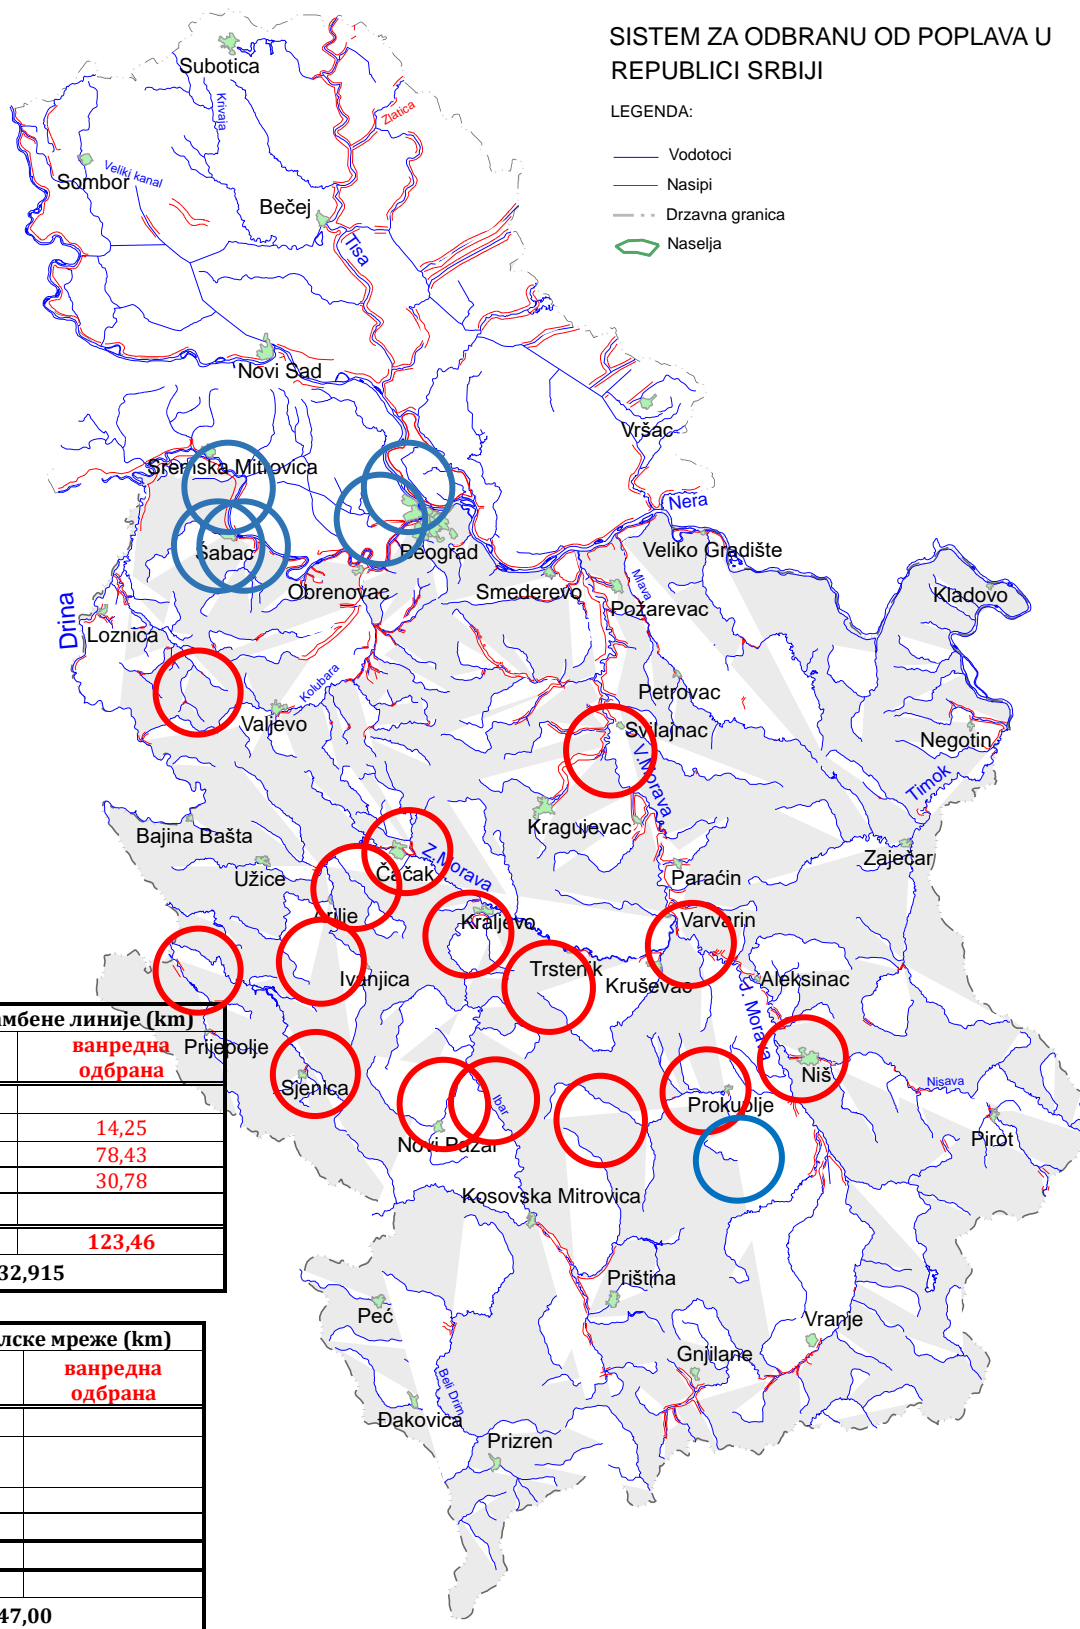 SISTEM ZA ODBRANU OD POPLAVA U
REPUBLICI SRBIJI
LEGENDA:
Vodotoci
Nasipi
Drzavna granica
Naselja
Subotica
Krivaja
Zlatica
Sombor
Veliki kanal
Bečej
Tisa
Novi Sad
Vršac
Sremska Mitrovica
Nera
Šabac
Beograd
Veliko Gradište
Obrenovac
Smederevo
Mlava
Požarevac
Kladovo
Drina
Loznica
Kolubara
Petrovac
Valjevo
Svilajnac
Negotin
V.Morava
Timok
Bajina Bašta
Kragujevac
Zaječar
Užice
Čačak
Z.Morava
Paraćin
Arilje
Kraljevo
Varvarin
Ivanjica
Trstenik
Kruševac
Aleksinac
J. Morava
Prijepolje
Sjenica
Niš
Nisava
Ibar
Prokuplje
Novi Pazar
Pirot
Kosovska Mitrovica
Priština
Peć
Vranje
Gnjilane
Beli Drim
Đakovica
Prizren
линије (km)
ванредна
одбрана
14,25
78,43
30,78
123,46
32,915
мреже (km)
ванредна
одбрана
47,00